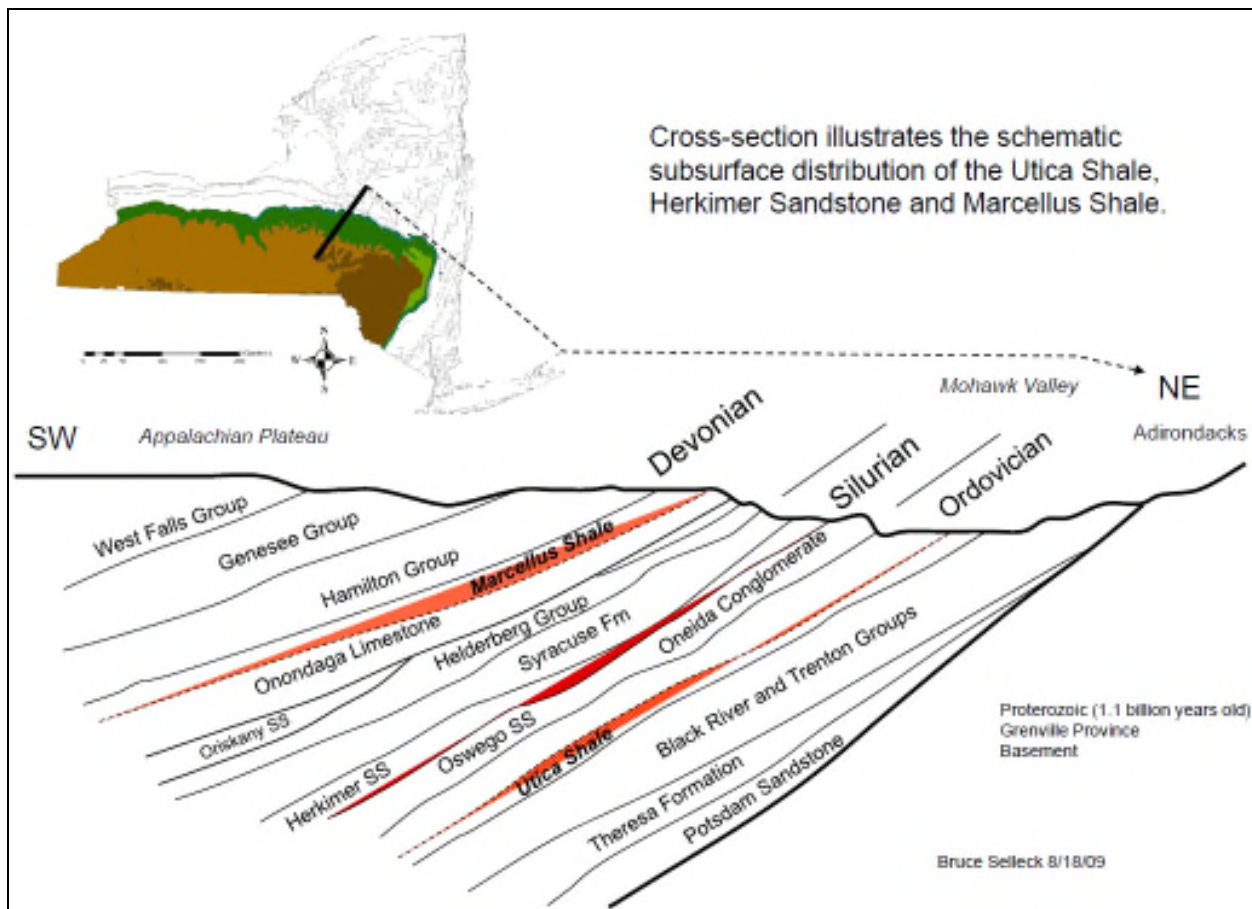 Cross-section illustrates the schematic
subsurface distribution of the Utica Shale,
Herkimer Sandstone and Marcellus Shale.
N
W
E
S
Mohawk Valley
NE
SW
Appalachian Plateau
Adirondacks
Devonian
Silurian
Ordovician
West Falls Group
Genesee Group
Hamilton Group
Marcellus Shale
Onondaga Limestone
Helderberg Group
Oriskany SS
Syracuse Fm
Oneida Conglomerate
Herkimer SS
Oswego SS
Utica Shale
Black River and Trenton Groups
Theresa Formation
Potsdam Sandstone
Proterozoic (1.1 billion years old)
Grenville Province
Basement
Bruce Selleck 8/18/09